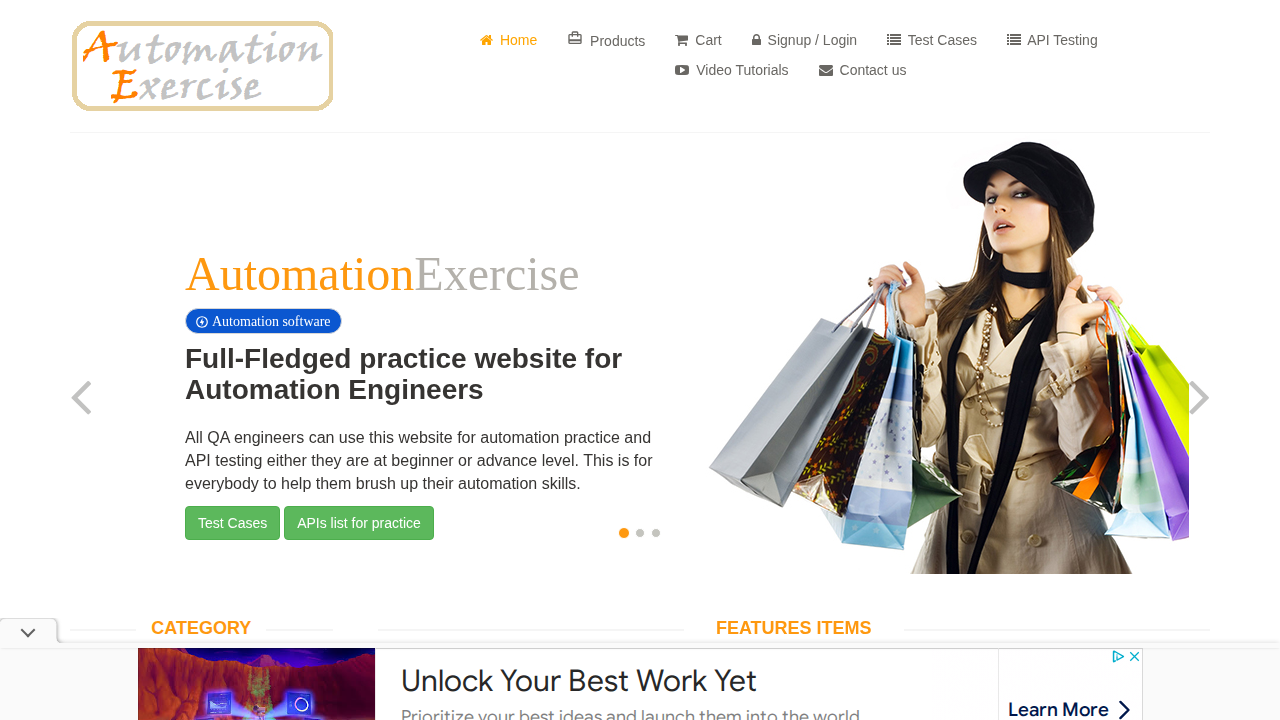 Automation
Exercise
Home
Products
Cart
Signup / Login
Test Cases
API Testing
Video Tutorials
Contact us
AutomationExercise
Automation software
Full-Fledged practice website for
Automation Engineers
All QA engineers can use this website for automation practice and
API testing either they are at beginner or advance level. This is for
everybody to help them brush up their automation skills.
Test Cases
APIs list for practice
CATEGORY
FEATURES ITEMS
Unlock Your Best Work Yet
Prioritize your best ideas and launch them into the world
Learn More